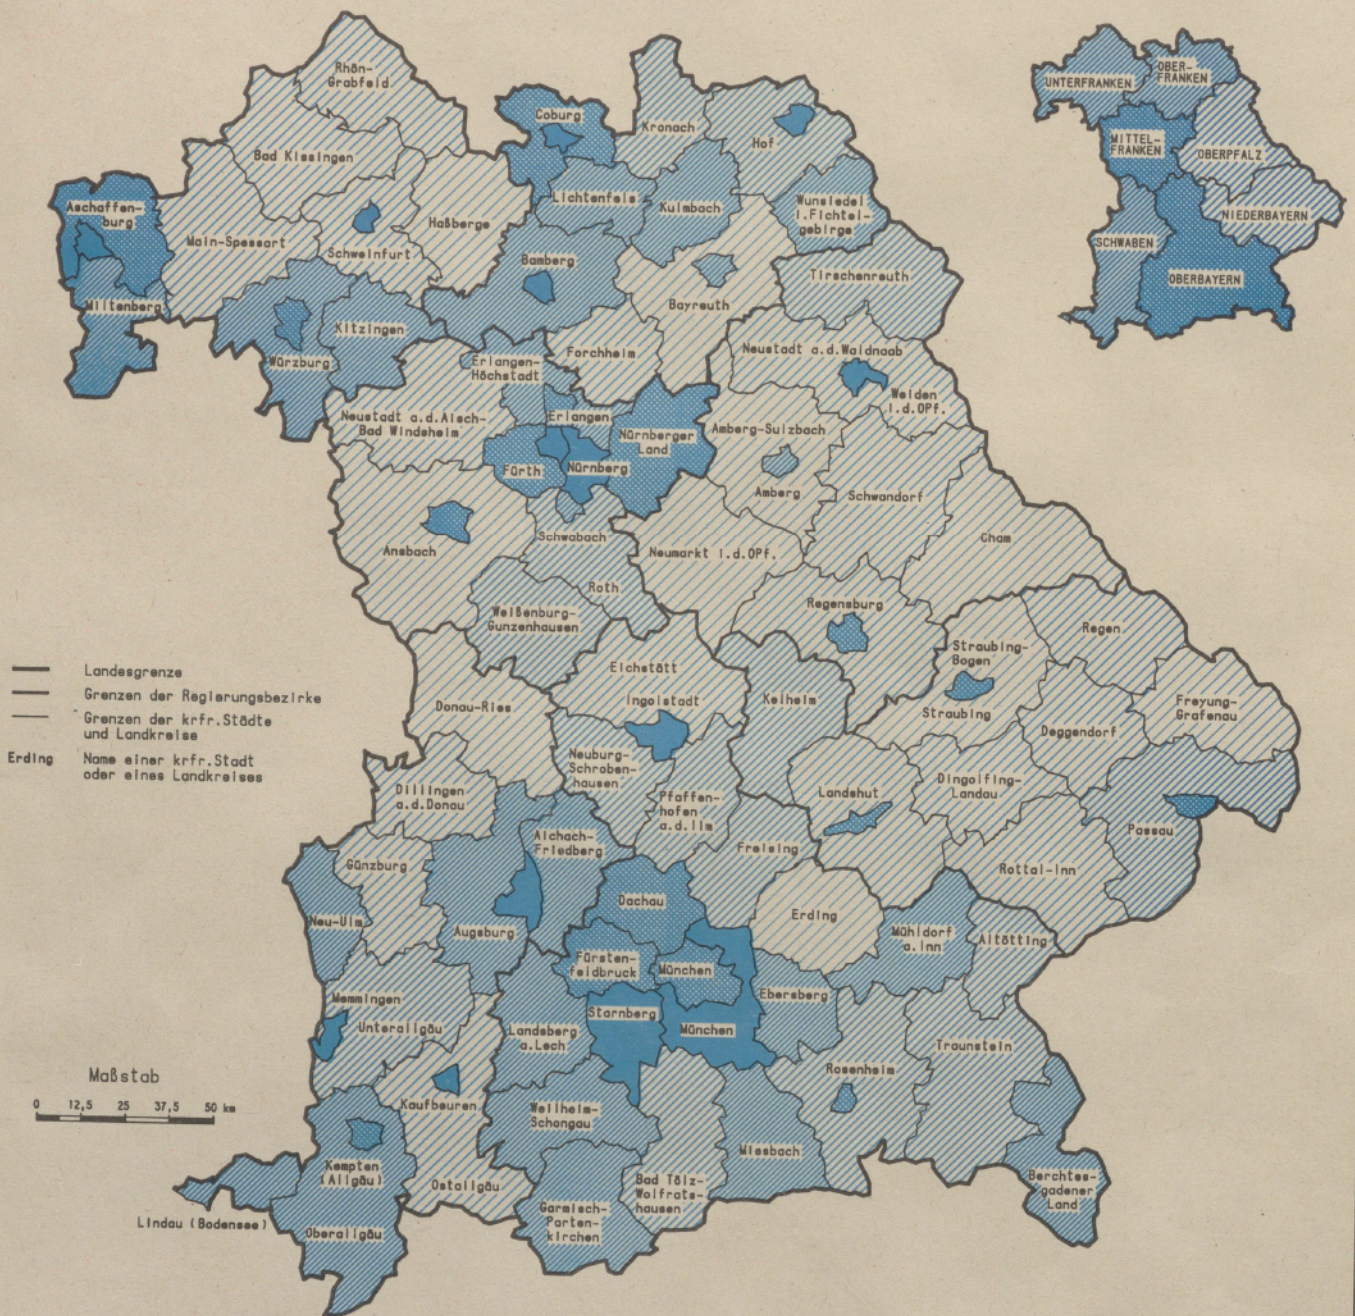 Rhön-
Grabfeld
Bad Kissingen
Coburg
Kronach
Hof
Lichtenfels
Kulmbach
Wunsiedel
i.Fichtel-
gebirge
Aschaffen-
burg
Main-Spessart
Schweinfurt
Haßberge
Bamberg
Bayreuth
Tirschenreuth
Miltenberg
Würzburg
Kitzingen
Erlangen-
Höchstadt
Forchheim
Neustadt a.d.Waldnaab
Weiden
i.d.OPf.
Neustadt a.d.Aisch-
Bad Windsheim
Erlangen
Fürth
Nürnberg
Nürnberger
Land
Amberg-Sulzbach
Amberg
Schwandorf
Cham
Ansbach
Schwabach
Roth
Neumarkt i.d.OPf.
Weißenburg-
Gunzenhausen
Regensburg
Straubing-
Bogen
Straubing
Regen
Freyung-
Grafenau
Deggendorf
Eichstätt
Ingolstadt
Kelheim
Donau-Ries
Neuburg-
Schroben-
hausen
Pfaffen-
hofen
a.d.Ilm
Landshut
Dingolfing-
Landau
Passau
Rottal-Inn
Dillingen
a.d.Donau
Aichach-
Friedberg
Freising
Günzburg
Neu-Ulm
Augsburg
Dachau
Erding
Mühldorf
a.Inn
Altötting
Fürsten-
feldbruck
München
Ebersberg
Memmingen
Unterallgäu
Landsberg
a.Lech
Starnberg
München
Rosenheim
Traunstein
Kaufbeuren
Weilheim-
Schongau
Miesbach
Kempten
(Allgäu)
Ostallgäu
Bad Tölz-
Wolfrats-
hausen
Berchtes-
gadener
Land
Lindau (Bodensee)
Oberallgäu
Garmisch-
Parten-
kirchen
UNTERFRANKEN
OBER-
FRANKEN
MITTEL-
FRANKEN
OBERPFALZ
NIEDERBAYERN
SCHWABEN
OBERBAYERN
Landesgrenze
Grenzen der Regierungsbezirke
Grenzen der krfr.Städte
und Landkreise
Erding Name einer krfr.Stadt
oder eines Landkreises
Maßstab
0 12,5 25 37,5 50 km